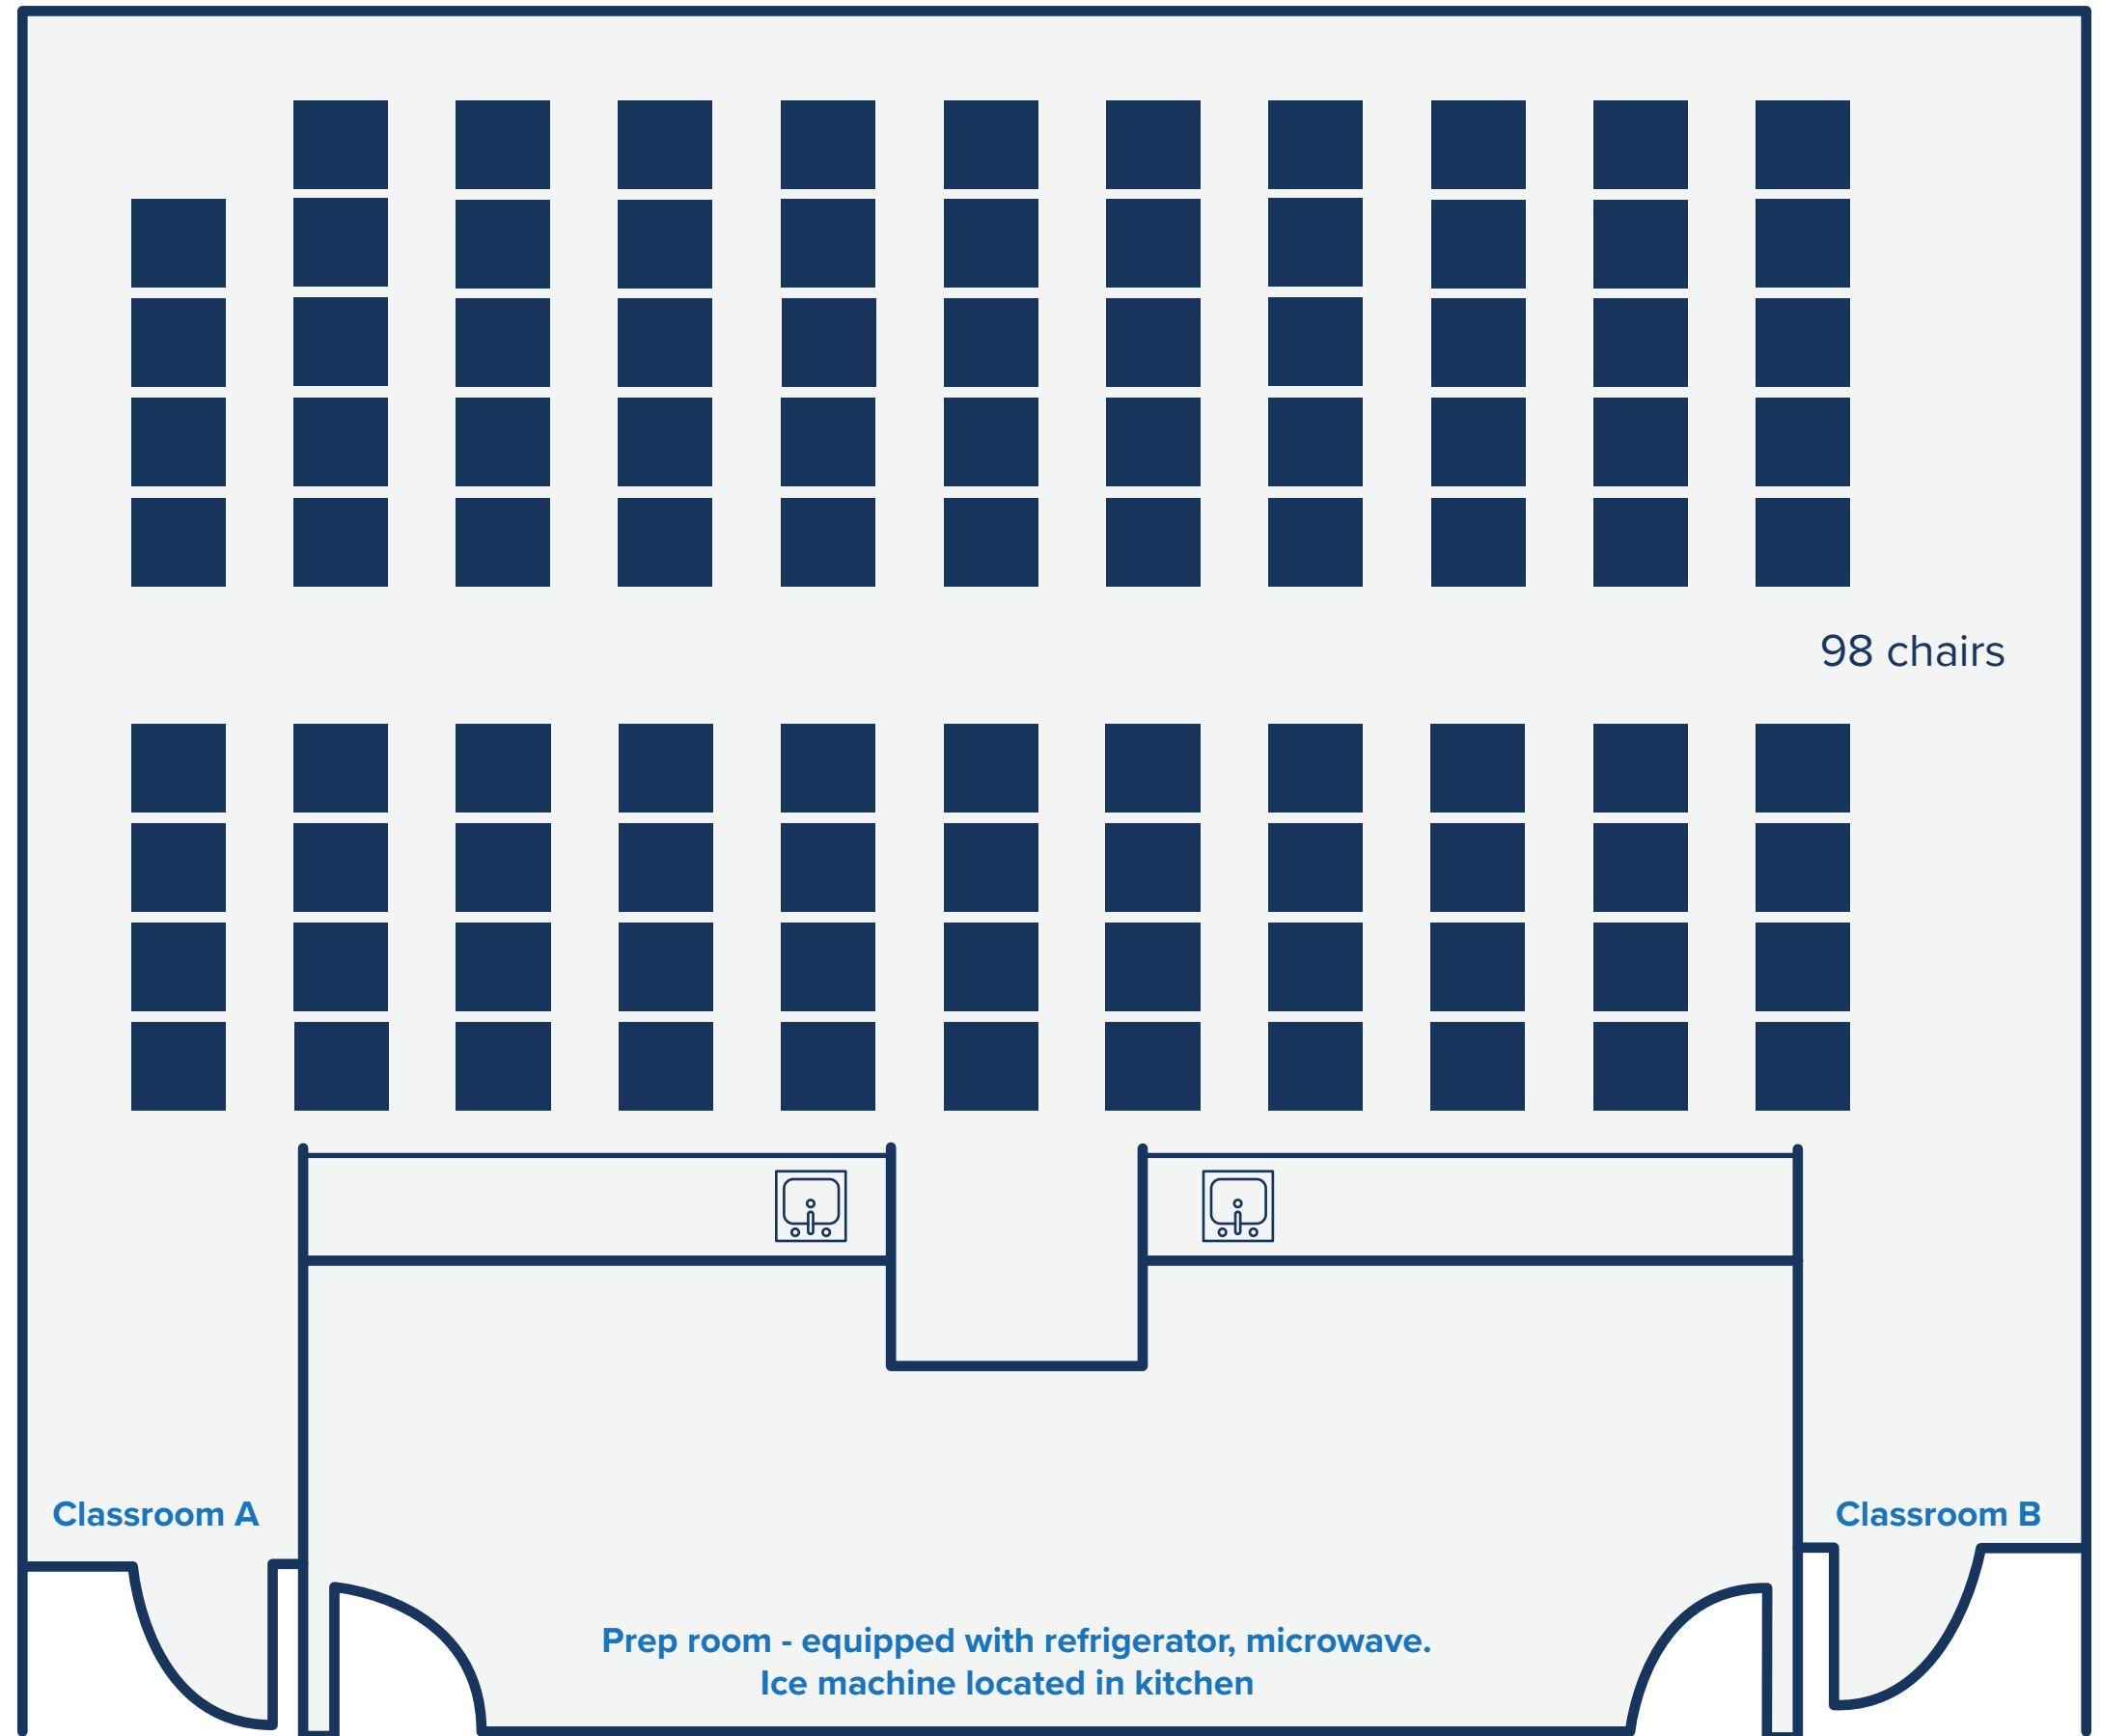 98 chairs
Classroom A
Classroom B
Prep room - equipped with refrigerator, microwave.
Ice machine located in kitchen